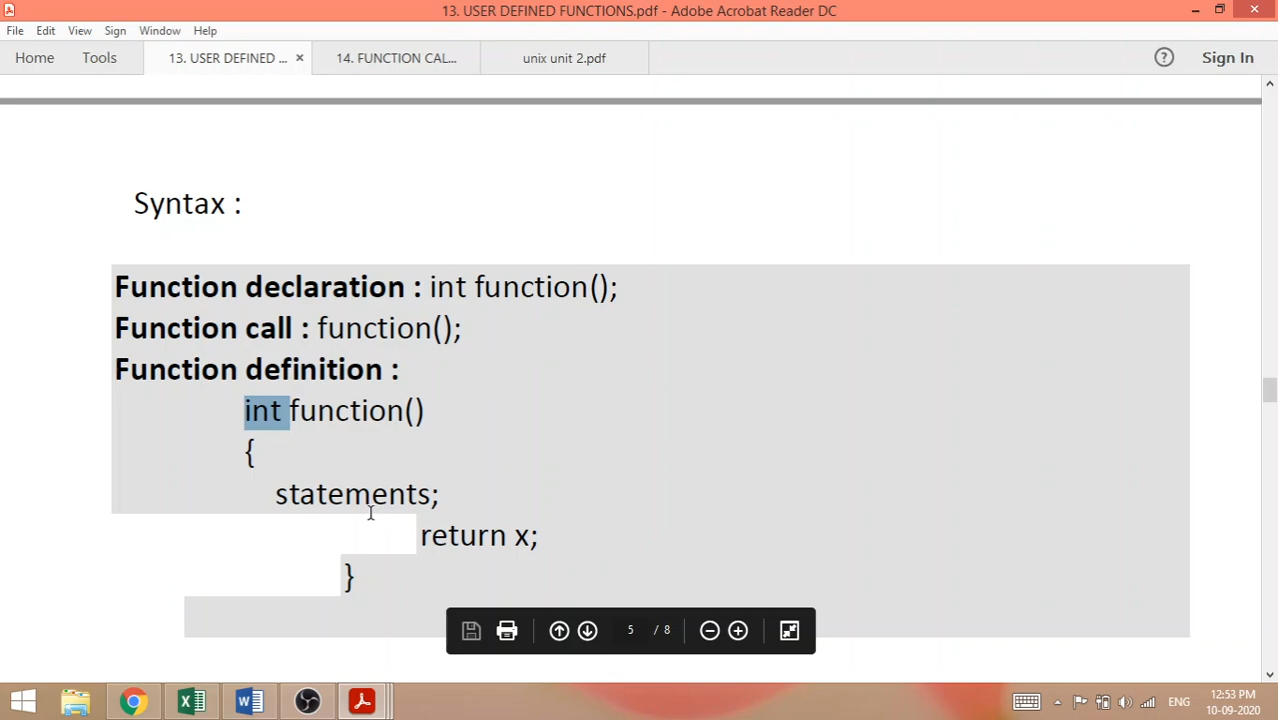 13. USER DEFINED FUNCTIONS.pdf - Adobe Acrobat Reader DC
File Edit View Sign Window Help
Home Tools 13. USER DEFINED ... × 14. FUNCTION CAL... unix unit 2.pdf ? Sign In
Syntax :
Function declaration : int function();
Function call : function();
Function definition :
int function()
{
statements;
return x;
}
5 / 8
ENG
12:53 PM
10-09-2020